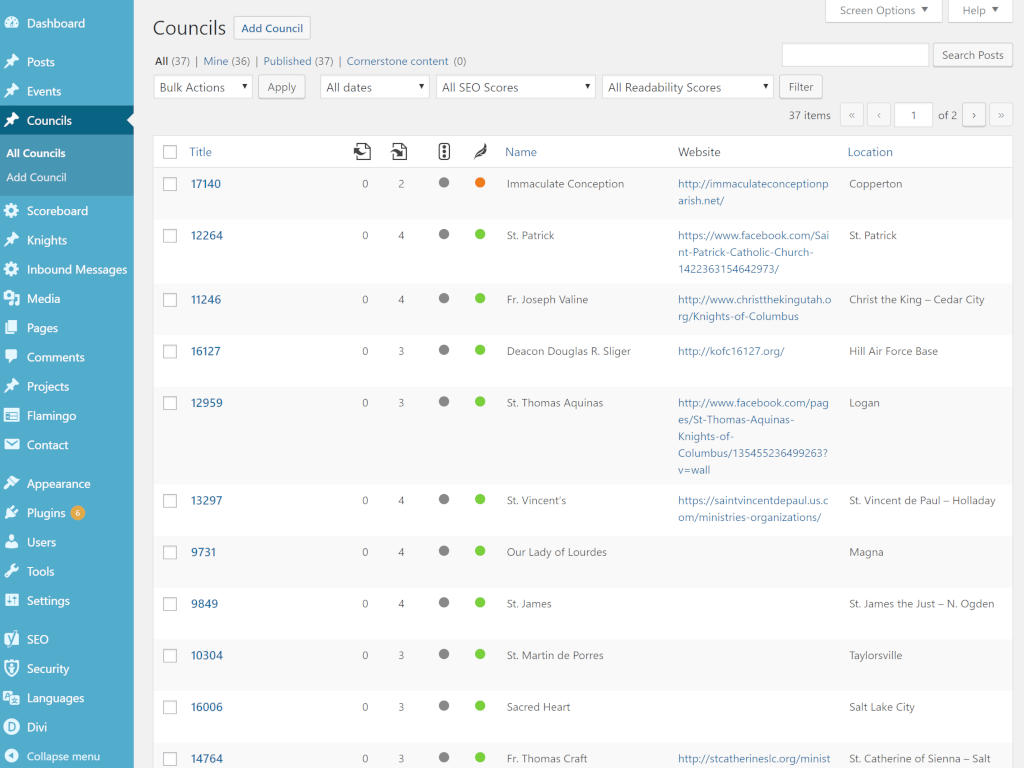 Dashboard
Posts
Events
Councils
All Councils
Add Council
Scoreboard
Knights
Inbound Messages
Media
Pages
Comments
Projects
Flamingo
Contact
Appearance
Plugins 6
Users
Tools
Settings
SEO
Security
Languages
Divi
Collapse menu
Screen Options ▼ Help ▼
Councils Add Council
All (37) | Mine (36) | Published (37) | Cornerstone content (0)
Search Posts
Bulk Actions Apply All dates All SEO Scores All Readability Scores Filter
37 items « ‹ 1 of 2 › »
Title Name Website Location
17140 0 2 Immaculate Conception http://immaculateconceptionp Copperton
arish.net/
12264 0 4 St. Patrick https://www.facebook.com/Sai St. Patrick
nt-Patrick-Catholic-Church-
1422363154642973/
11246 0 4 Fr. Joseph Valine http://www.christthekingutah.o Christ the King – Cedar City
rg/Knights-of-Columbus
16127 0 3 Deacon Douglas R. Sliger http://kofc16127.org/ Hill Air Force Base
12959 0 3 St. Thomas Aquinas http://www.facebook.com/pag Logan
es/St-Thomas-Aquinas-
Knights-of-
Columbus/135455236499263?
v=wall
13297 0 4 St. Vincent's https://saintvincentdepaul.us.c St. Vincent de Paul – Holladay
om/ministries-organizations/
9731 0 4 Our Lady of Lourdes Magna
9849 0 4 St. James St. James the Just – N. Ogden
10304 0 3 St. Martin de Porres Taylorsville
16006 0 3 Sacred Heart Salt Lake City
14764 0 3 Fr. Thomas Craft http://stcatherineslc.org/minist St. Catherine of Sienna – Salt